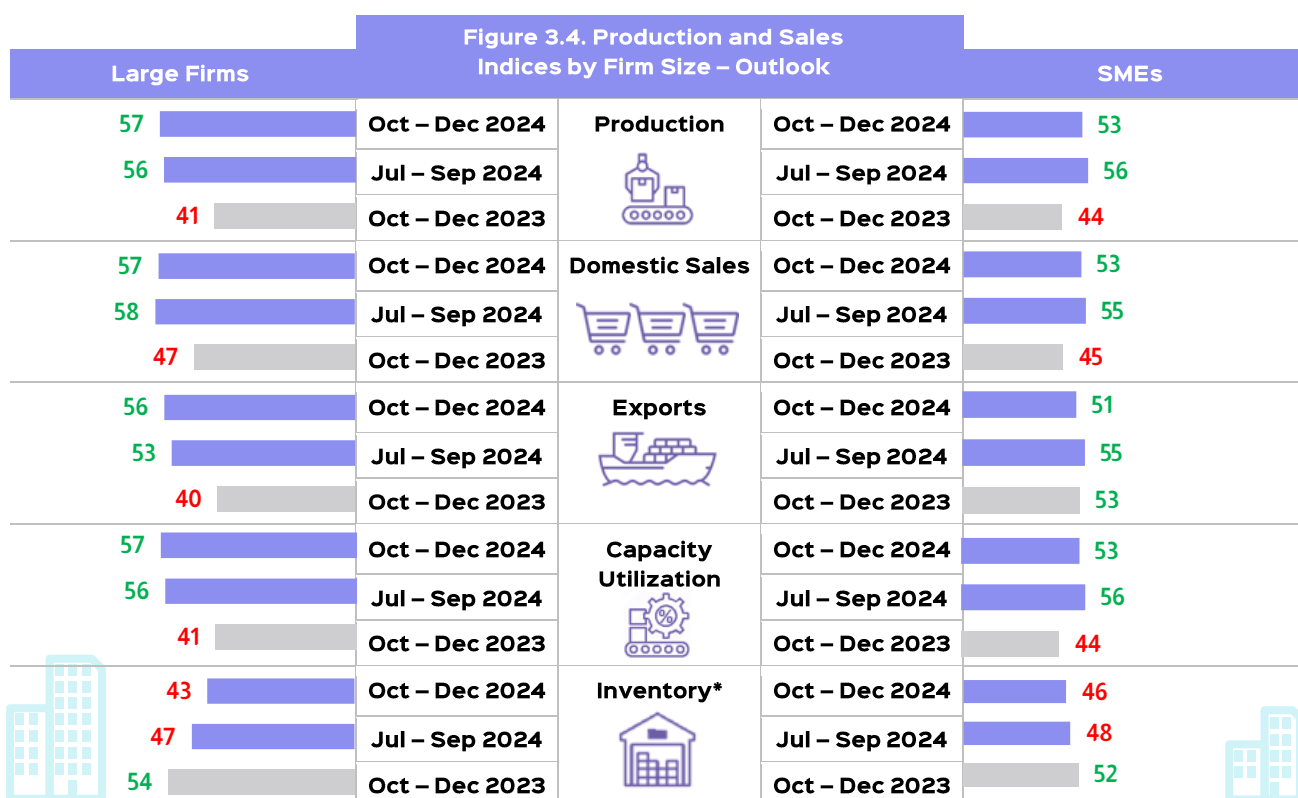 Figure 3.4. Production and Sales
Indices by Firm Size – Outlook
Large Firms
SMEs
57 Oct – Dec 2024 Production Oct – Dec 2024 53
56 Jul – Sep 2024 Jul – Sep 2024 56
41 Oct – Dec 2023 Oct – Dec 2023 44
57 Oct – Dec 2024 Domestic Sales Oct – Dec 2024 53
58 Jul – Sep 2024 Jul – Sep 2024 55
47 Oct – Dec 2023 Oct – Dec 2023 45
56 Oct – Dec 2024 Exports Oct – Dec 2024 51
53 Jul – Sep 2024 Jul – Sep 2024 55
40 Oct – Dec 2023 Oct – Dec 2023 53
57 Oct – Dec 2024 Capacity Oct – Dec 2024 53
Utilization
56 Jul – Sep 2024 % Jul – Sep 2024 56
41 Oct – Dec 2023 Oct – Dec 2023 44
43 Oct – Dec 2024 Inventory* Oct – Dec 2024 46
47 Jul – Sep 2024 Jul – Sep 2024 48
54 Oct – Dec 2023 Oct – Dec 2023 52